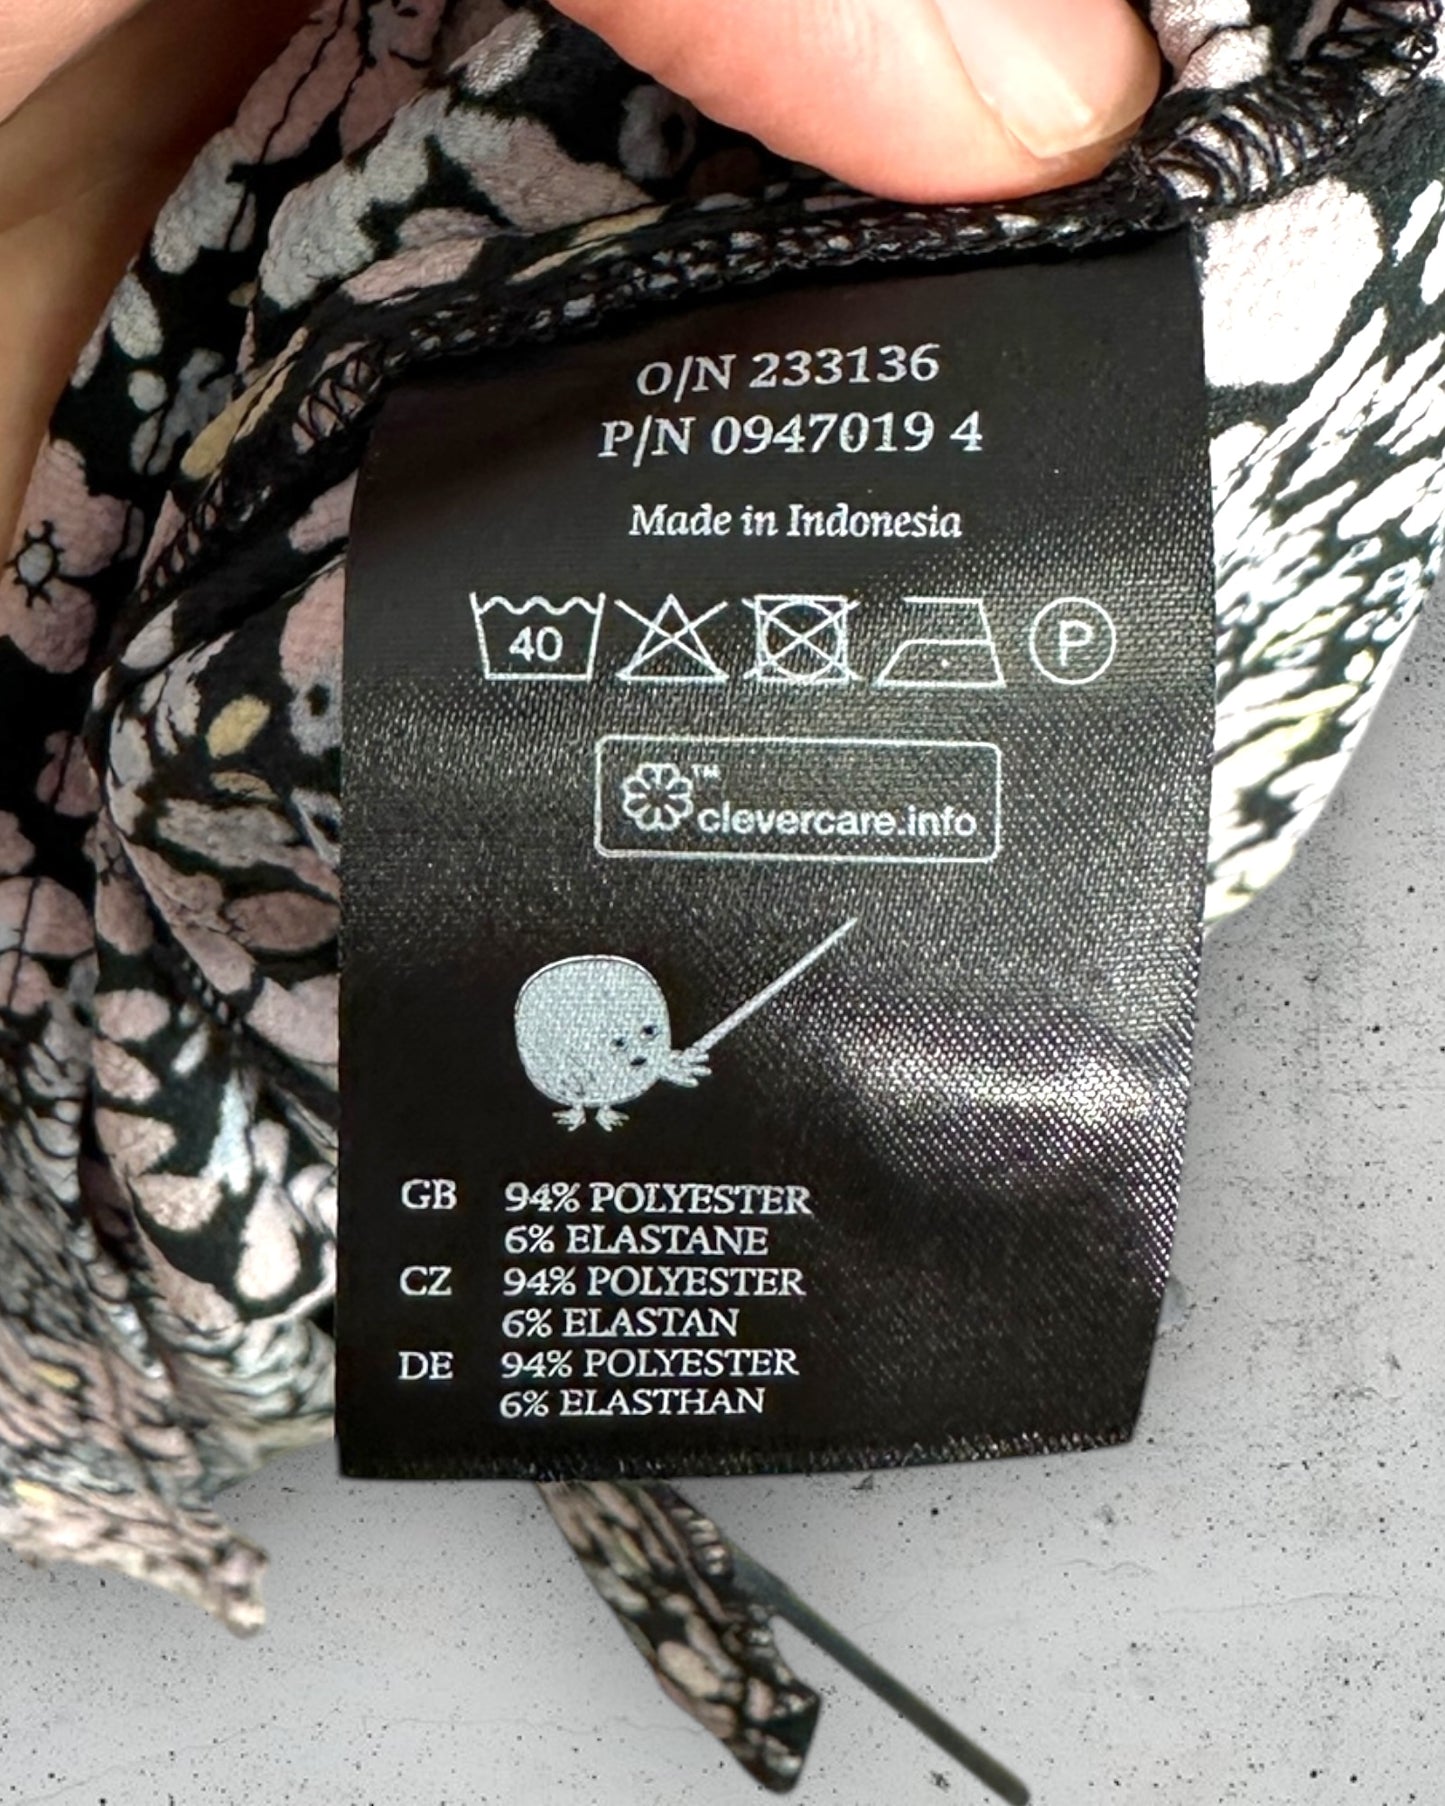 O/N 233136
P/N 0947019 4
Made in Indonesia
40
P
™
clevercare.info
GB 94% POLYESTER
6% ELASTANE
CZ 94% POLYESTER
6% ELASTAN
DE 94% POLYESTER
6% ELASTHAN